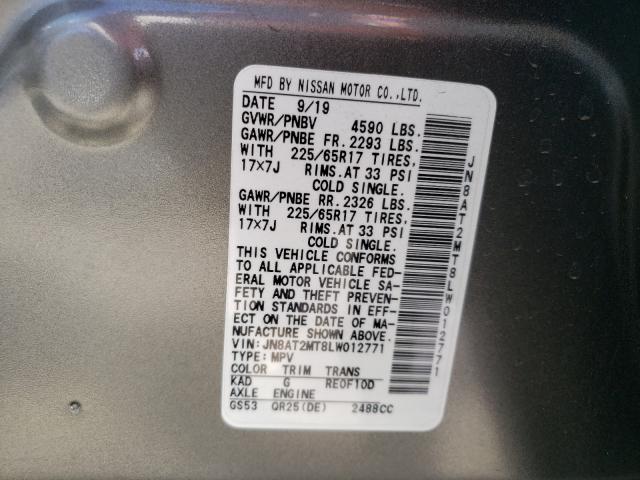 MFD BY NISSAN MOTOR CO.,LTD.
DATE 9/19
GVWR/PNBV 4590 LBS.
GAWR/PNBE FR. 2293 LBS.
WITH 225/65R17 TIRES,
17x7J RIMS.AT 33 PSI
COLD SINGLE.
GAWR/PNBE RR. 2326 LBS.
WITH 225/65R17 TIRES,
17x7J RIMS.AT 33 PSI
COLD SINGLE.
THIS VEHICLE CONFORMS
TO ALL APPLICABLE FED-
ERAL MOTOR VEHICLE SA-
FETY AND THEFT PREVEN-
TION STANDARDS IN EFF-
ECT ON THE DATE OF MA-
NUFACTURE SHOWN ABOVE.
VIN:JN8AT2MT8LW012771
TYPE:MPV
COLOR TRIM TRANS
KAD G RE0F10D
AXLE ENGINE
GS53 QR25(DE) 2488CC
JN8AT2MT8LW012771